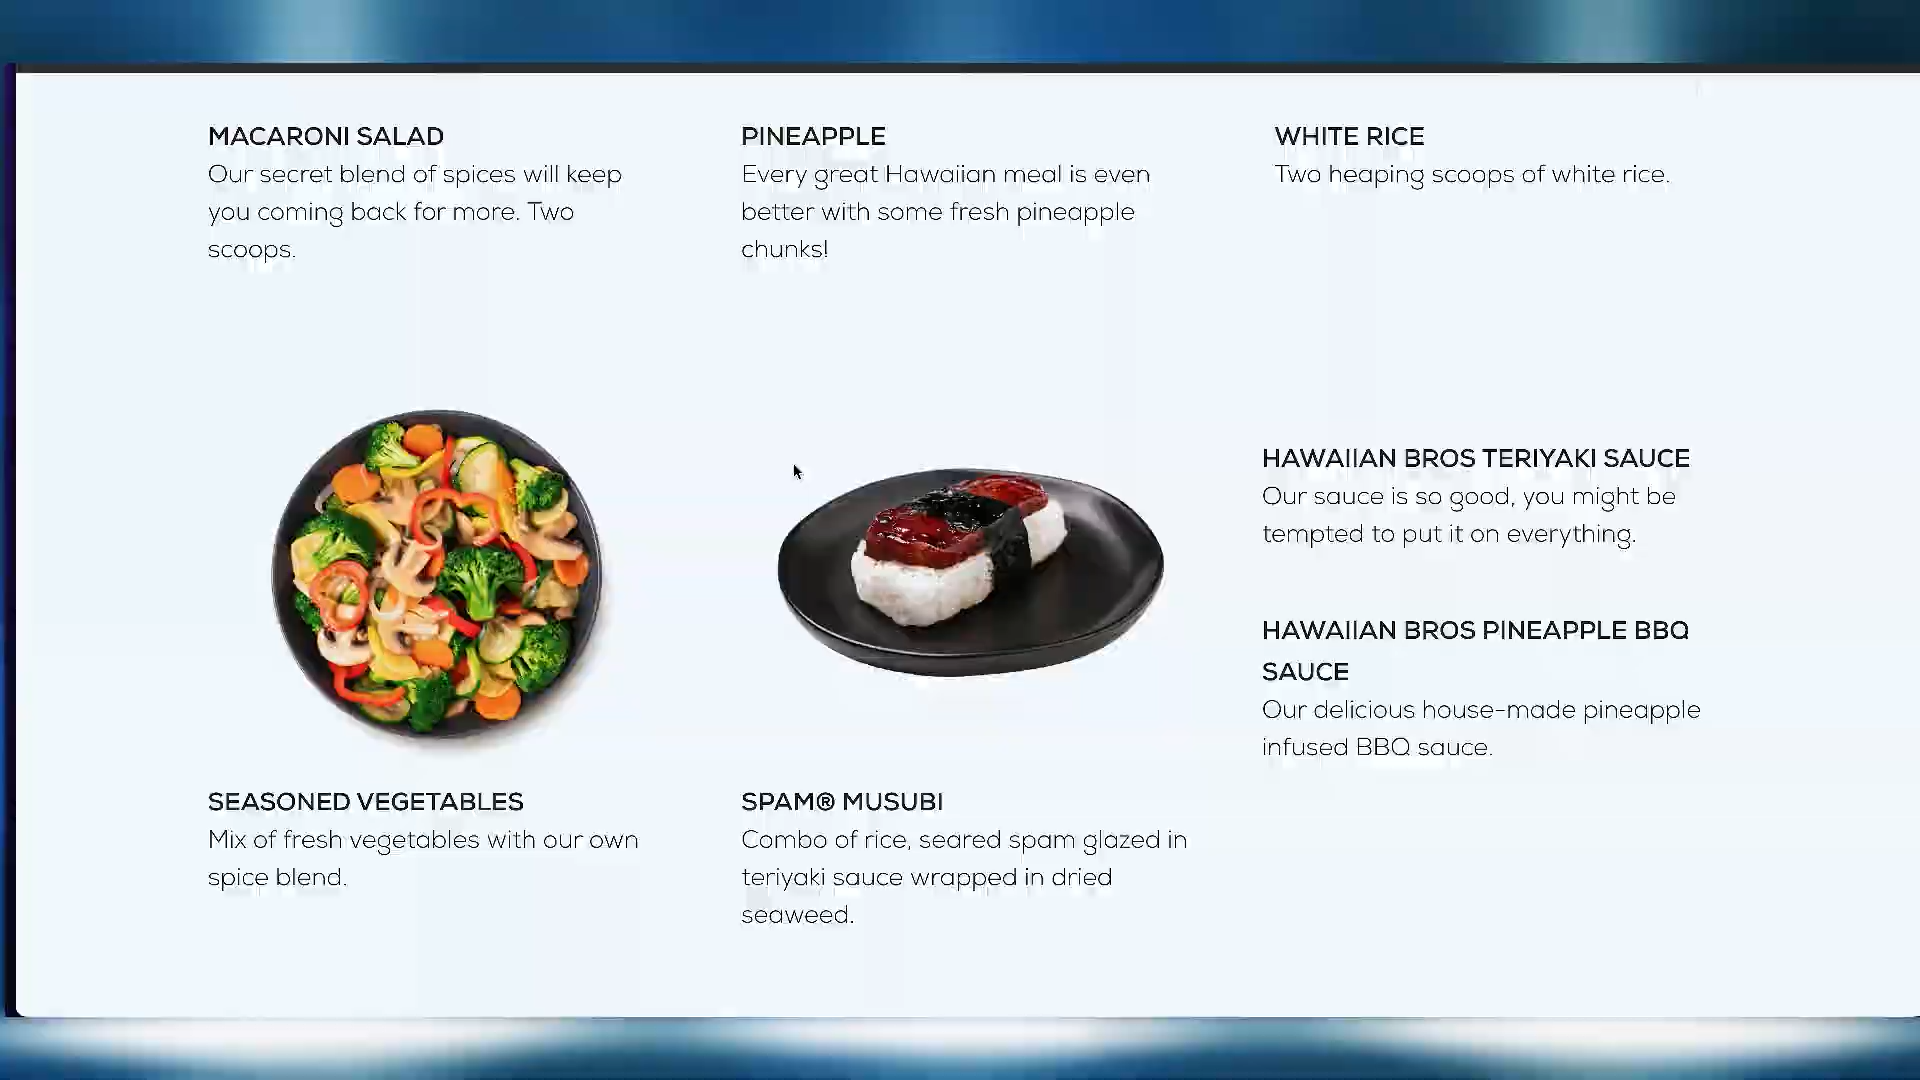 MACARONI SALAD
Our secret blend of spices will keep
you coming back for more. Two
scoops.
PINEAPPLE
Every great Hawaiian meal is even
better with some fresh pineapple
chunks!
WHITE RICE
Two heaping scoops of white rice.
HAWAIIAN BROS TERIYAKI SAUCE
Our sauce is so good, you might be
tempted to put it on everything.
HAWAIIAN BROS PINEAPPLE BBQ
SAUCE
Our delicious house-made pineapple
infused BBQ sauce.
SEASONED VEGETABLES
Mix of fresh vegetables with our own
spice blend.
SPAM® MUSUBI
Combo of rice, seared spam glazed in
teriyaki sauce wrapped in dried
seaweed.